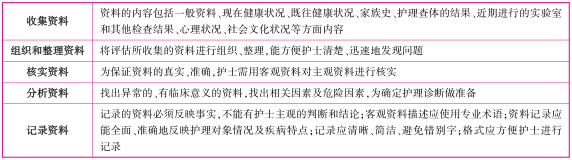 收集资料
资料的内容包括一般资料、现在健康状况、既往健康状况、家族史、护理查体的结果、近期进行的实验室
和其他检查结果、心理状况、社会文化状况等方面内容
组织和整理资料
将评估所收集的资料进行组织、整理,能方便护士清楚、迅速地发现问题
核实资料
为保证资料的真实、准确,护士需用客观资料对主观资料进行核实
分析资料
找出异常的、有临床意义的资料,找出相关因素及危险因素,为确定护理诊断做准备
记录资料
记录的资料必须反映事实,不能有护士主观的判断和结论;客观资料描述应使用专业术语;资料记录应
能全面、准确地反映护理对象情况及疾病特点;记录应清晰、简洁、避免错别字;格式应方便护士进行
记录